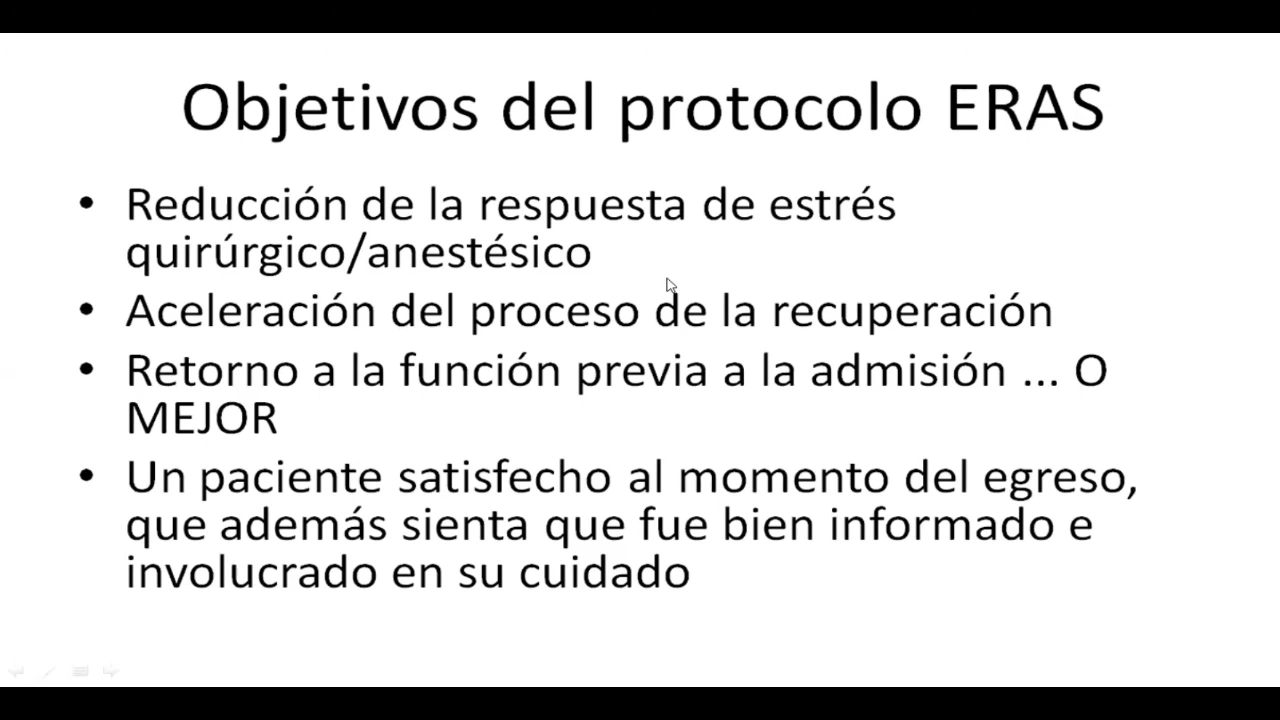 Objetivos del protocolo ERAS
• Reducción de la respuesta de estrés
quirúrgico/anestésico
• Aceleración del proceso de la recuperación
• Retorno a la función previa a la admisión ... O
MEJOR
• Un paciente satisfecho al momento del egreso,
que además sienta que fue bien informado e
involucrado en su cuidado